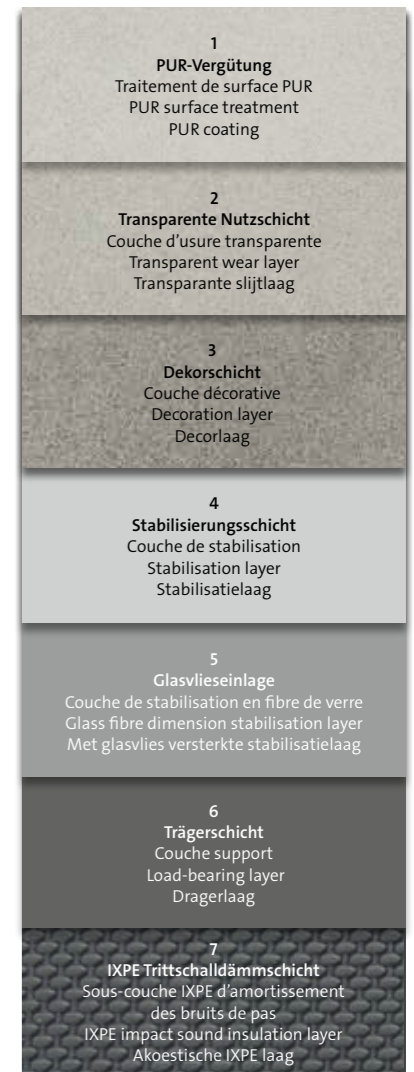 1
PUR-Vergütung
Traitement de surface PUR
PUR surface treatment
PUR coating
2
Transparente Nutzschicht
Couche d'usure transparente
Transparent wear layer
Transparante slijtlaag
3
Dekorschicht
Couche décorative
Decoration layer
Decorlaag
4
Stabilisierungsschicht
Couche de stabilisation
Stabilisation layer
Stabilisatielaag
5
Glasvlieseinlage
Couche de stabilisation en fibre de verre
Glass fibre dimension stabilisation layer
Met glasvlies versterkte stabilisatielaag
6
Trägerschicht
Couche support
Load-bearing layer
Dragerlaag
7
IXPE Trittschalldämmschicht
Sous-couche IXPE d'amortissement
des bruits de pas
IXPE impact sound insulation layer
Akoestische IXPE laag